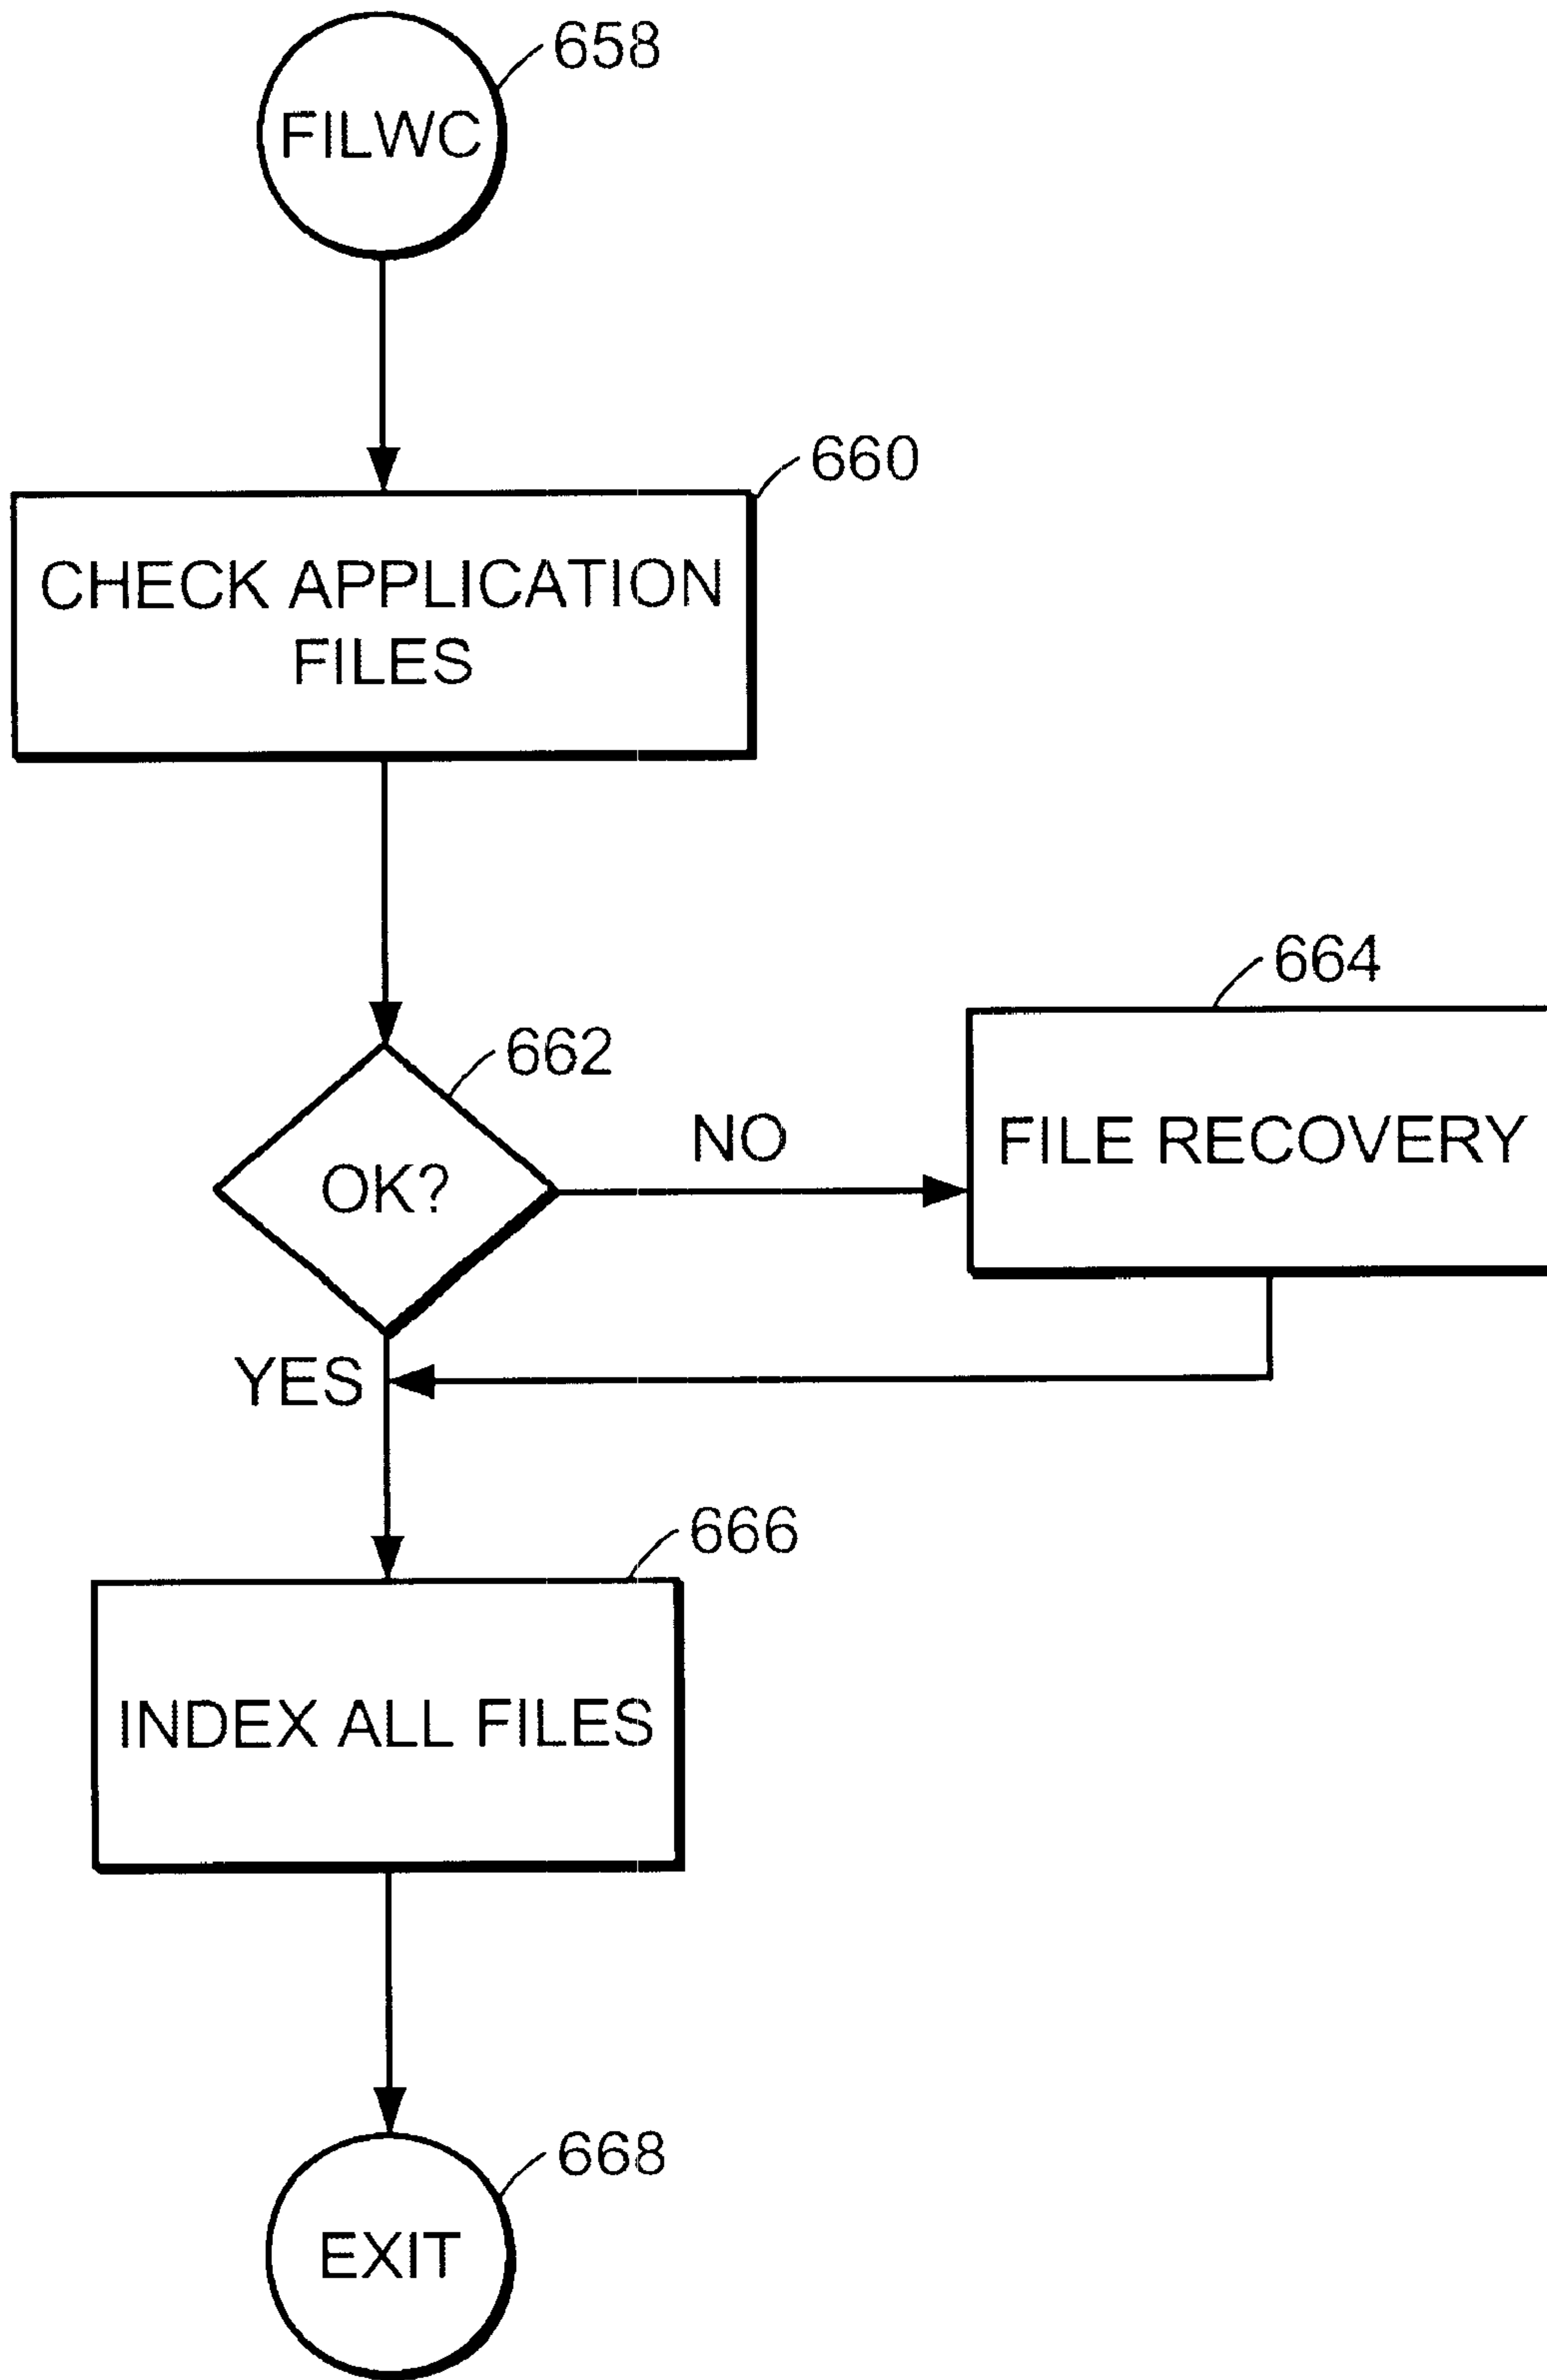 658
FILWC
660
CHECK APPLICATION
FILES
662
OK?
NO
664
FILE RECOVERY
YES
666
INDEX ALL FILES
668
EXIT